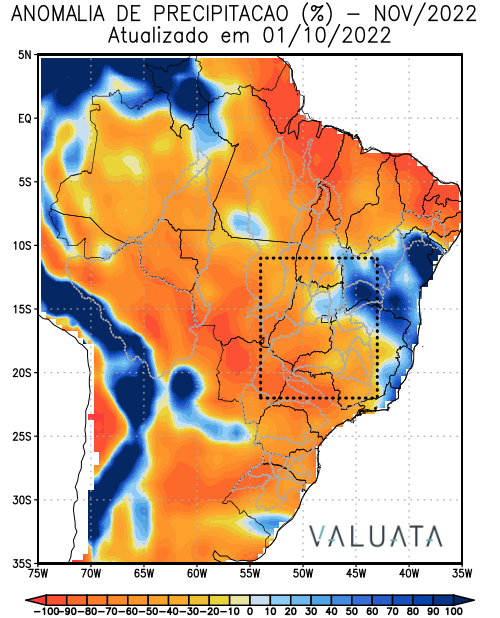 ANOMALIA DE PRECIPITACAO (%) – NOV/2022
Atualizado em 01/10/2022
5N
EQ
5S
10S
15S
20S
25S
30S
35S
75W 70W 65W 60W 55W 50W 45W 40W 35W
VALUATA
-100 -90 -80 -70 -60 -50 -40 -30 -20 -10 0 10 20 30 40 50 60 70 80 90 100